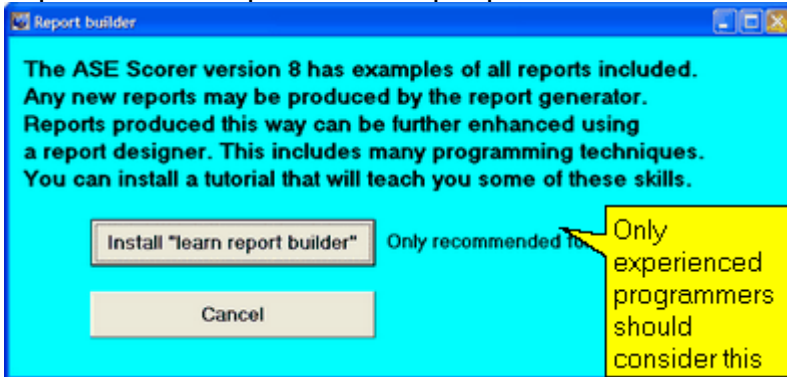 Report builder
The ASE Scorer version 8 has examples of all reports included.
Any new reports may be produced by the report generator.
Reports produced this way can be further enhanced using
a report designer. This includes many programming techniques.
You can install a tutorial that will teach you some of these skills.
Install "learn report builder"
Only recommended
Only
experienced
programmers
should
consider this
Cancel